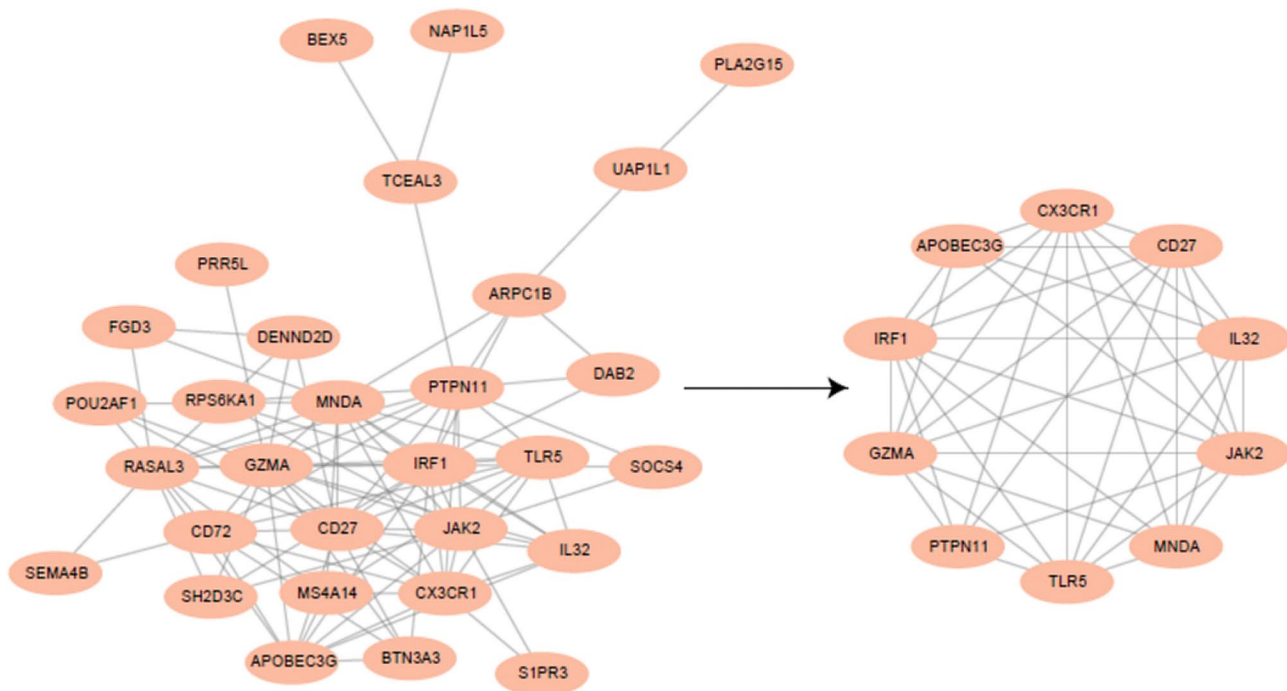 BEX5
NAP1L5
PLA2G15
TCEAL3
UAP1L1
PRR5L
ARPC1B
FGD3
DENND2D
DAB2
POU2AF1
RPS6KA1
MNDA
PTPN11
RASAL3
GZMA
IRF1
TLR5
SOCS4
CD72
CD27
JAK2
IL32
SEMA4B
SH2D3C
MS4A14
CX3CR1
APOBEC3G
BTN3A3
S1PR3
CX3CR1
APOBEC3G
CD27
IRF1
IL32
GZMA
JAK2
PTPN11
MNDA
TLR5